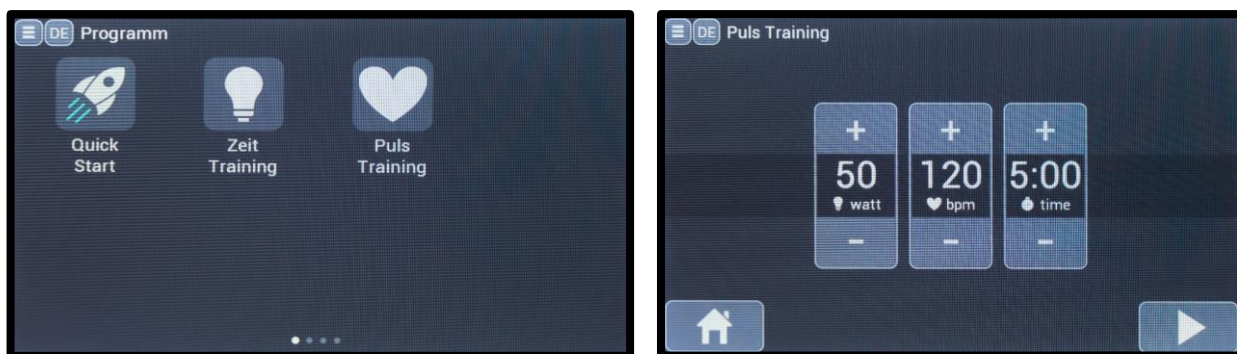 DE Programm
Quick
Start
Zeit
Training
Puls
Training
DE Puls Training
50
watt
120
bpm
5:00
time